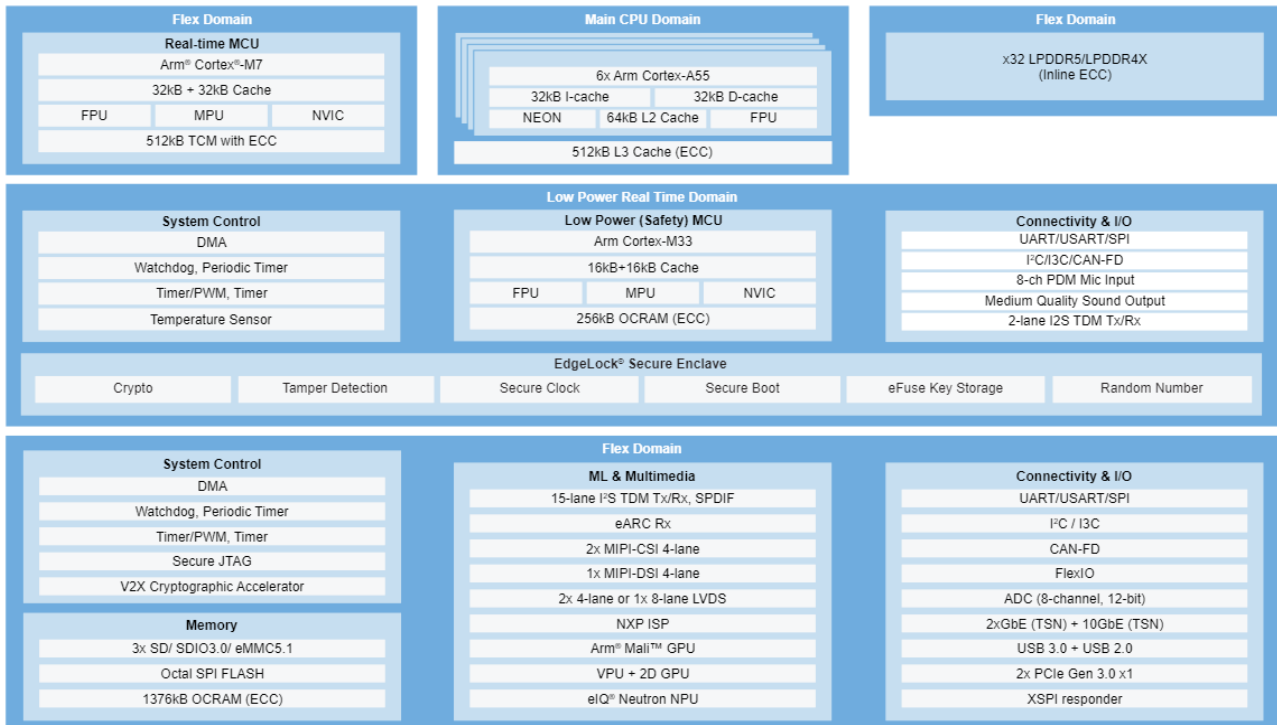 Flex Domain
Real-time MCU
Arm® Cortex®-M7
32kB + 32kB Cache
FPU
MPU
NVIC
512kB TCM with ECC
Main CPU Domain
6x Arm Cortex-A55
32kB I-cache
32kB D-cache
NEON
64kB L2 Cache
FPU
512kB L3 Cache (ECC)
Flex Domain
x32 LPDDR5/LPDDR4X
(Inline ECC)
Low Power Real Time Domain
System Control
DMA
Watchdog, Periodic Timer
Timer/PWM, Timer
Temperature Sensor
Low Power (Safety) MCU
Arm Cortex-M33
16kB+16kB Cache
FPU
MPU
NVIC
256kB OCRAM (ECC)
Connectivity & I/O
UART/USART/SPI
I²C/I3C/CAN-FD
8-ch PDM Mic Input
Medium Quality Sound Output
2-lane I2S TDM Tx/Rx
EdgeLock® Secure Enclave
Crypto
Tamper Detection
Secure Clock
Secure Boot
eFuse Key Storage
Random Number
Flex Domain
System Control
DMA
Watchdog, Periodic Timer
Timer/PWM, Timer
Secure JTAG
V2X Cryptographic Accelerator
Memory
3x SD/ SDIO3.0/ eMMC5.1
Octal SPI FLASH
1376kB OCRAM (ECC)
ML & Multimedia
15-lane I²S TDM Tx/Rx, SPDIF
eARC Rx
2x MIPI-CSI 4-lane
1x MIPI-DSI 4-lane
2x 4-lane or 1x 8-lane LVDS
NXP ISP
Arm® Mali™ GPU
VPU + 2D GPU
eIQ® Neutron NPU
Connectivity & I/O
UART/USART/SPI
I²C / I3C
CAN-FD
FlexIO
ADC (8-channel, 12-bit)
2xGbE (TSN) + 10GbE (TSN)
USB 3.0 + USB 2.0
2x PCIe Gen 3.0 x1
XSPI responder